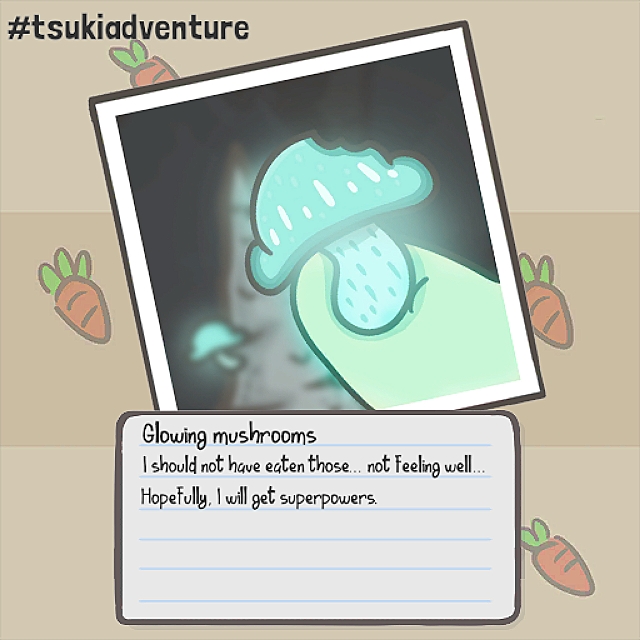 #tsukiadventure
Glowing mushrooms
I should not have eaten those... not feeling well...
Hopefully, I will get superpowers.